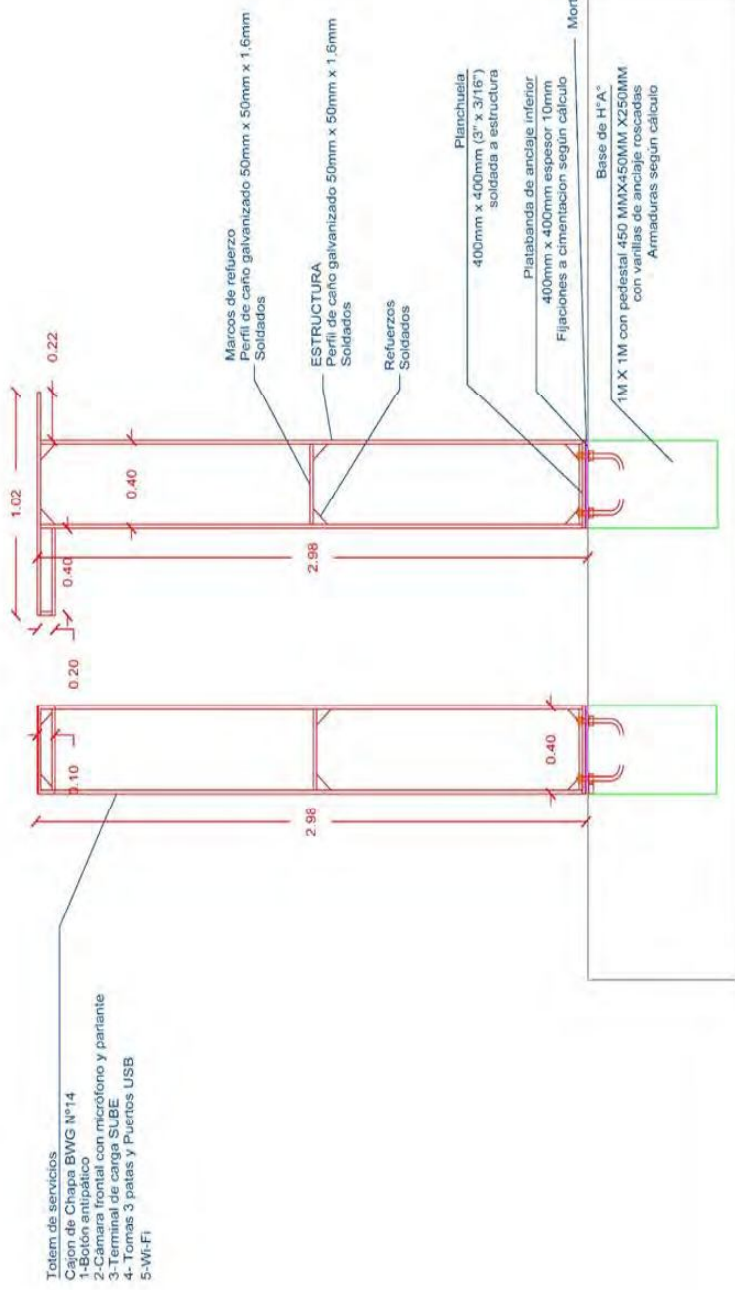 Totem de servicios
Cajon de Chapa BWG N°14
1-Botón antipático
2-Cámara frontal con micrófono y parlante
3-Terminal de carga SUBE
4- Tomas 3 patas y Puertos USB
5-Wi-Fi
0.20
0.10
2.98
0.40
1.02
0.22
0.40
0.40
2.98
Marcos de refuerzo
Perfil de caño galvanizado 50mm x 50mm x 1,6mm
Soldados
ESTRUCTURA
Perfil de caño galvanizado 50mm x 50mm x 1,6mm
Soldados
Refuerzos
Soldados
Planchuela
400mm x 400mm (3" x 3/16")
soldada a estructura
Platabanda de anclaje inferior
400mm x 400mm espesor 10mm
Fijaciones a cimentacion según cálculo
Mort
Base de H°A°
1M X 1M con pedestal 450 MMX450MM X250MM
con varillas de anclaje roscadas
Armaduras según cálculo